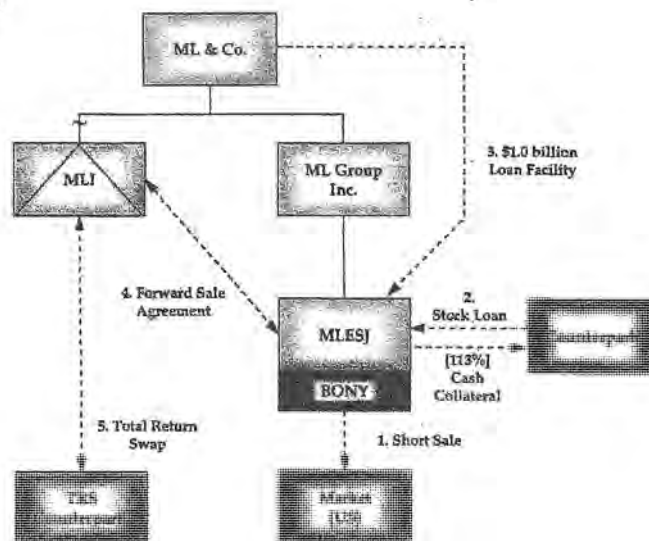 ML & Co.
MLI
ML Group
Inc.
3. $1.0 billion
Loan Facility
4. Forward Sale
Agreement
MLESJ
BONY
2.
Stock Loan
[113%]
Cash
Collateral
5. Total Return
Swap
1. Short Sale
TRS
Market
[US]